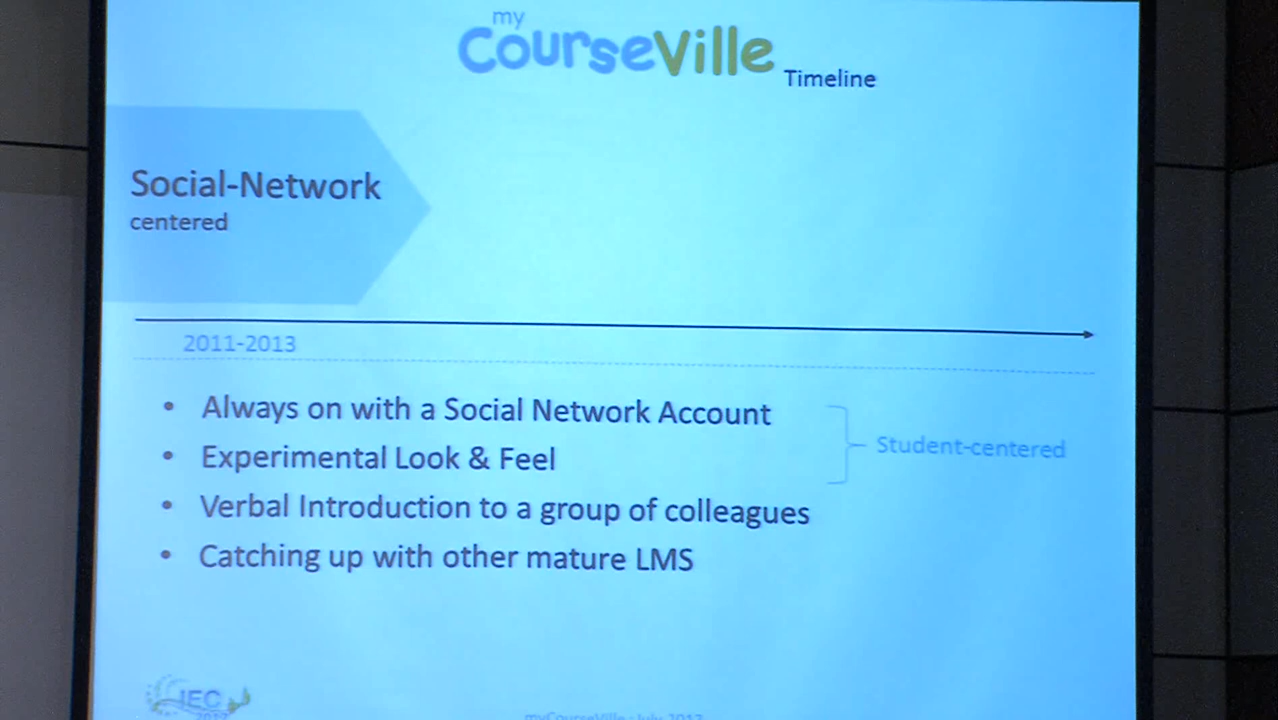 my
CourseVille Timeline
Social-Network
centered
2011-2013
• Always on with a Social Network Account
• Experimental Look & Feel
Student-centered
• Verbal Introduction to a group of colleagues
• Catching up with other mature LMS
IEC
myCourseVille - July 2017